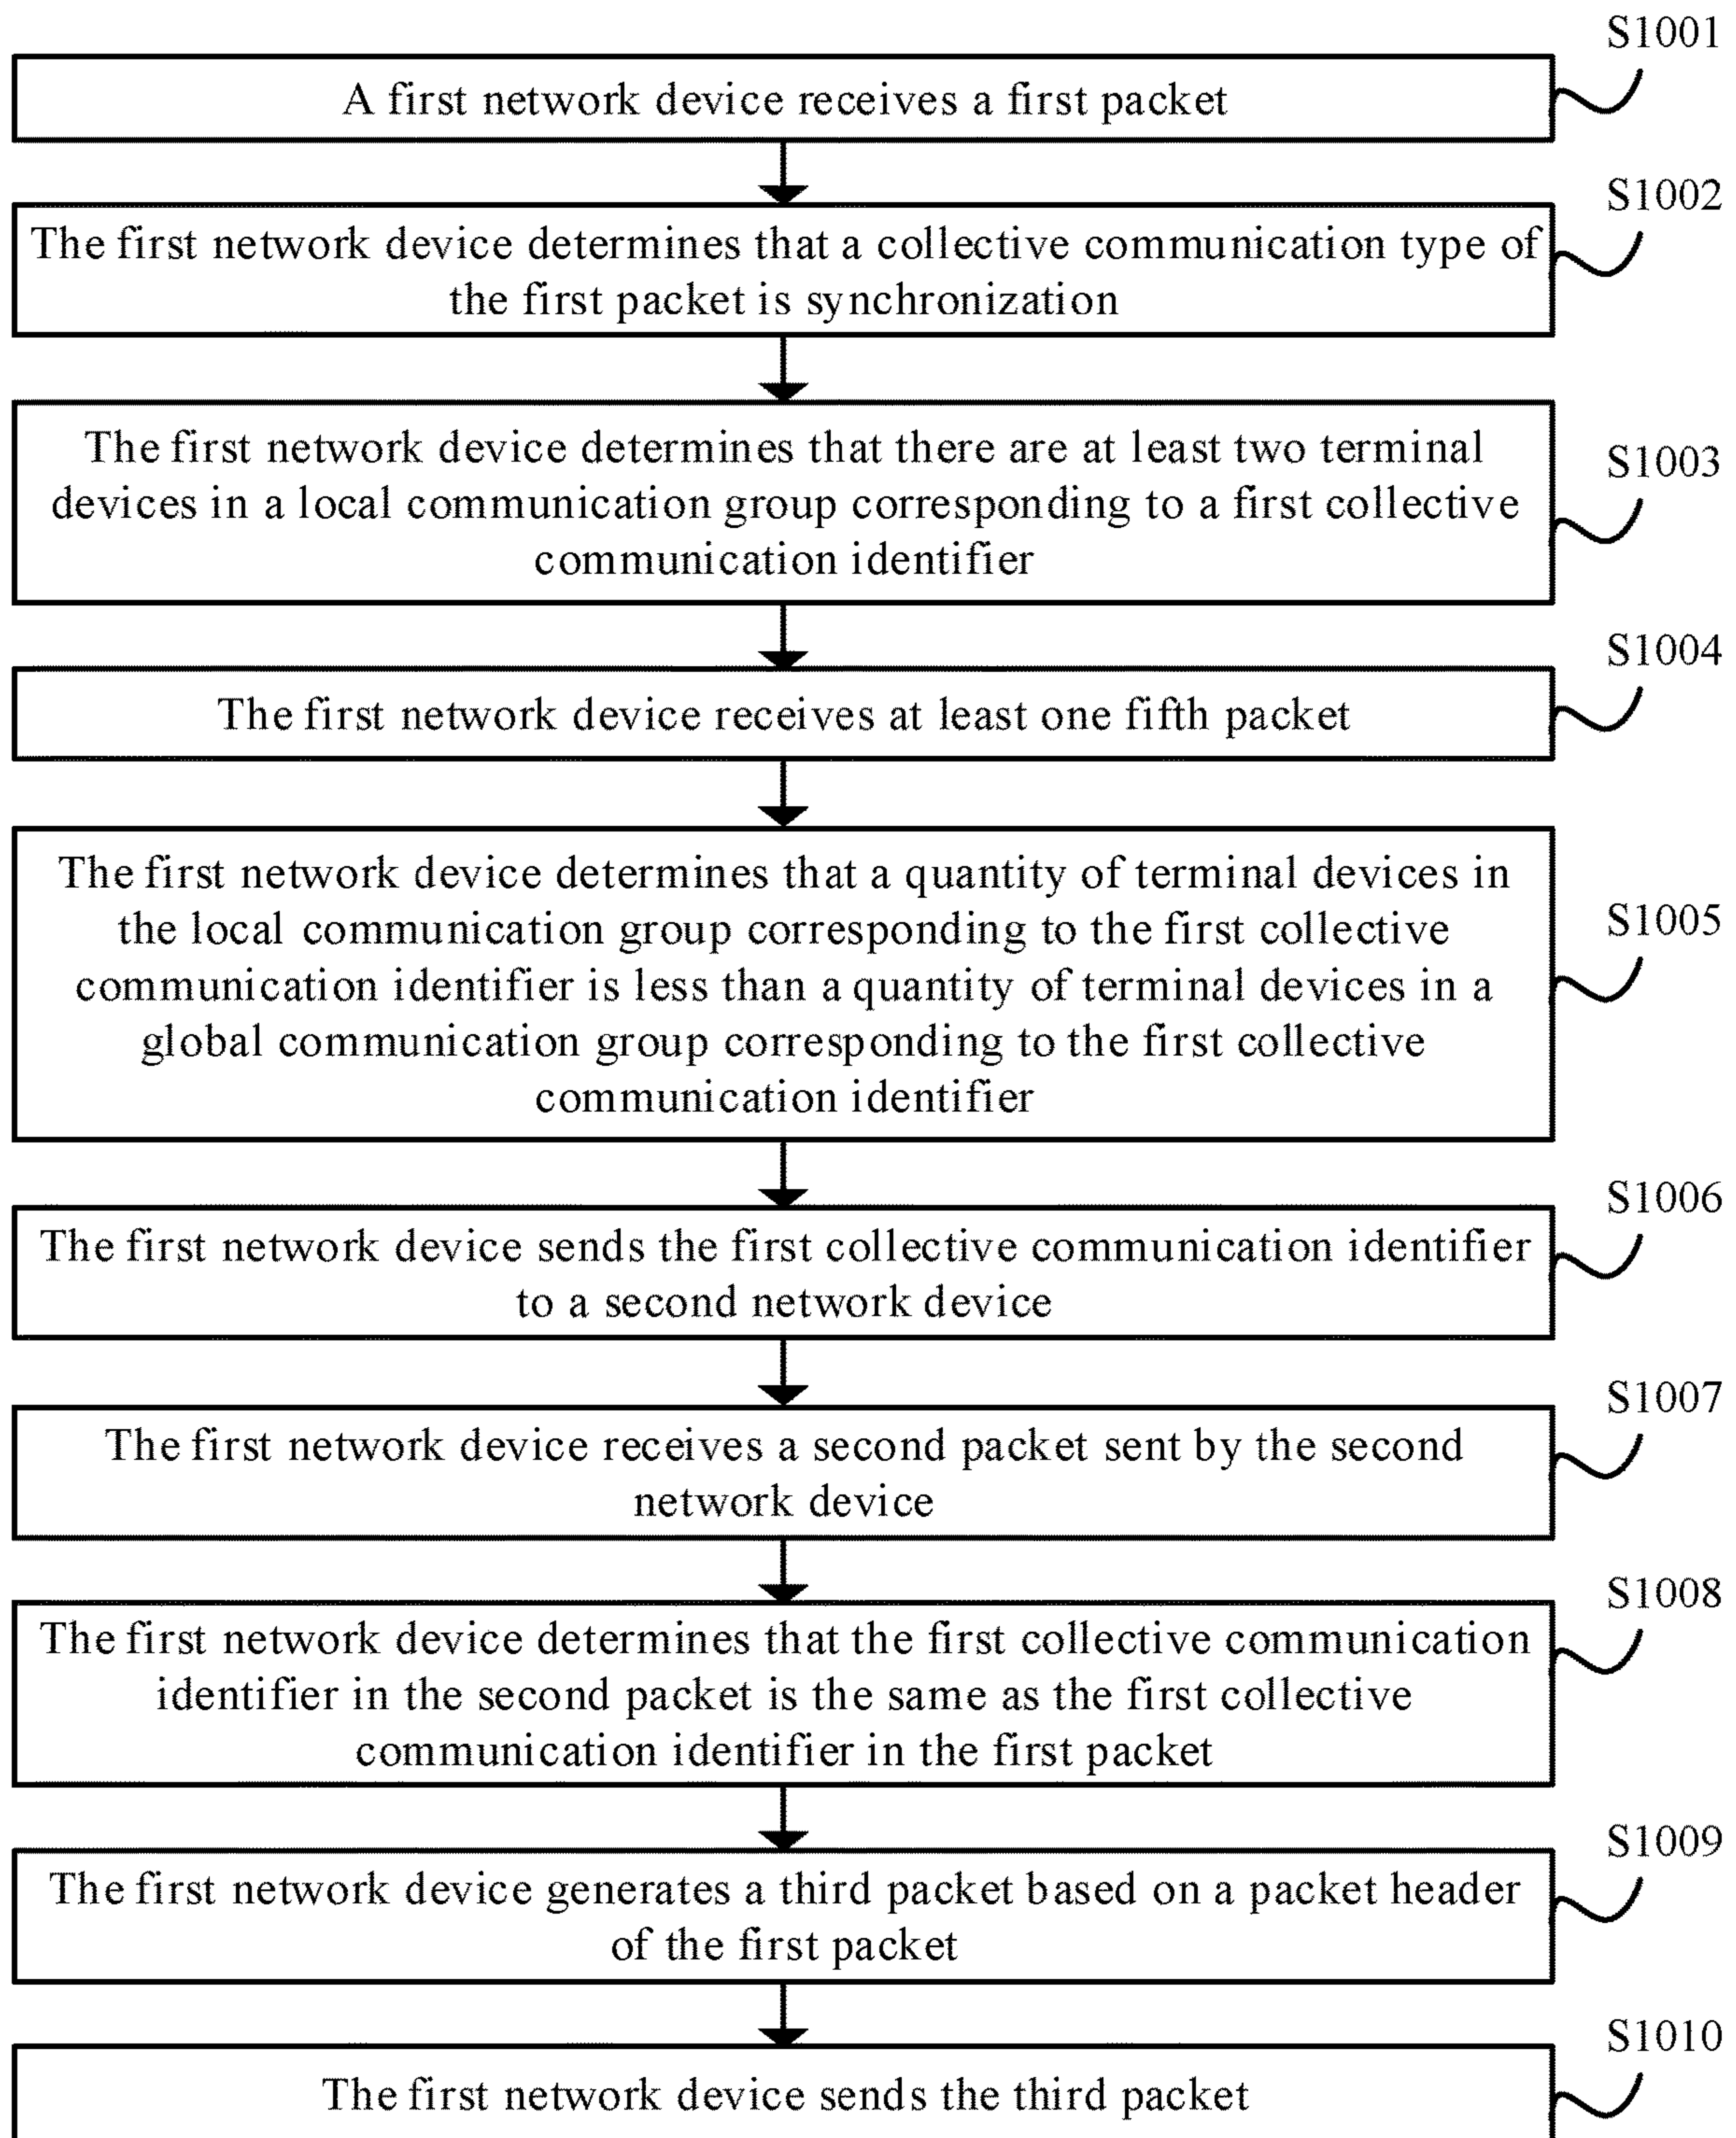 S1001
A first network device receives a first packet
S1002
The first network device determines that a collective communication type of
the first packet is synchronization
The first network device determines that there are at least two terminal
S1003
devices in a local communication group corresponding to a first collective
communication identifier
S1004
The first network device receives at least one fifth packet
The first network device determines that a quantity of terminal devices in
S1005
the local communication group corresponding to the first collective
communication identifier is less than a quantity of terminal devices in a
global communication group corresponding to the first collective
communication identifier
S1006
The first network device sends the first collective communication identifier
to a second network device
S1007
The first network device receives a second packet sent by the second
network device
S1008
The first network device determines that the first collective communication
identifier in the second packet is the same as the first collective
communication identifier in the first packet
S1009
The first network device generates a third packet based on a packet header
of the first packet
S1010
The first network device sends the third packet